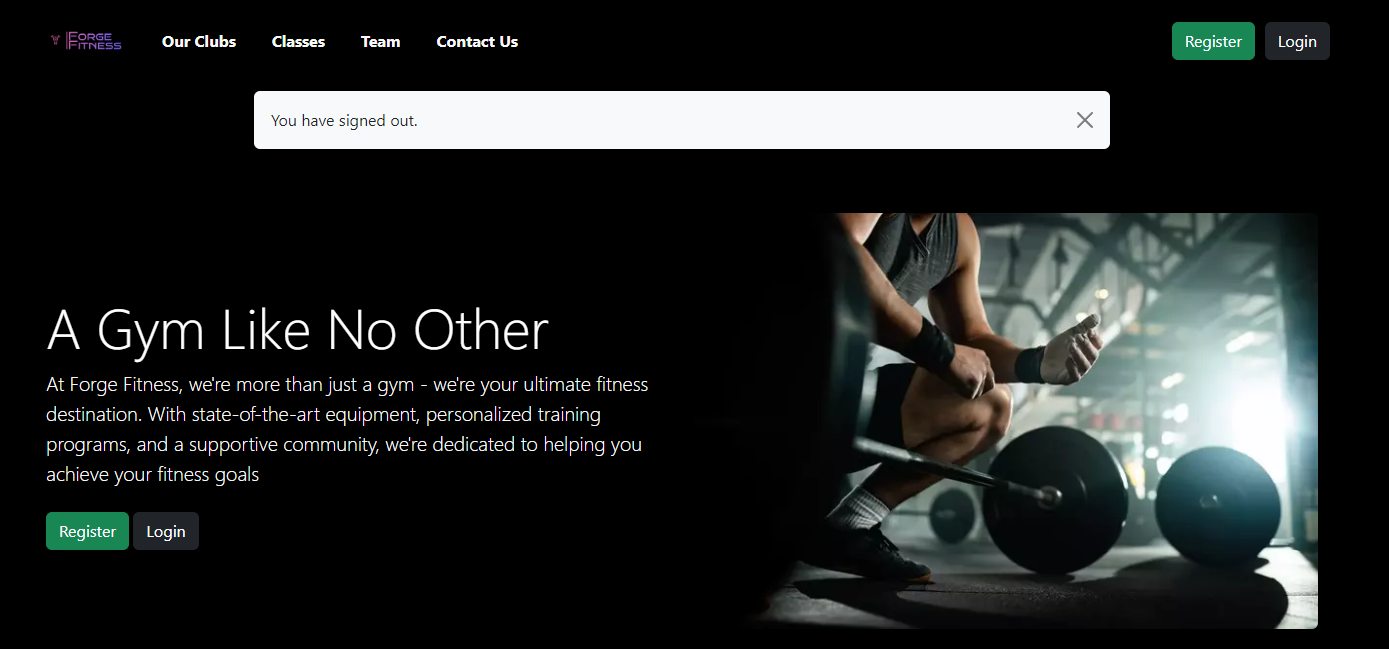 FORGE
FITNESS
Our Clubs
Classes
Team
Contact Us
Register
Login
You have signed out.
A Gym Like No Other
At Forge Fitness, we're more than just a gym - we're your ultimate fitness
destination. With state-of-the-art equipment, personalized training
programs, and a supportive community, we're dedicated to helping you
achieve your fitness goals
Register
Login